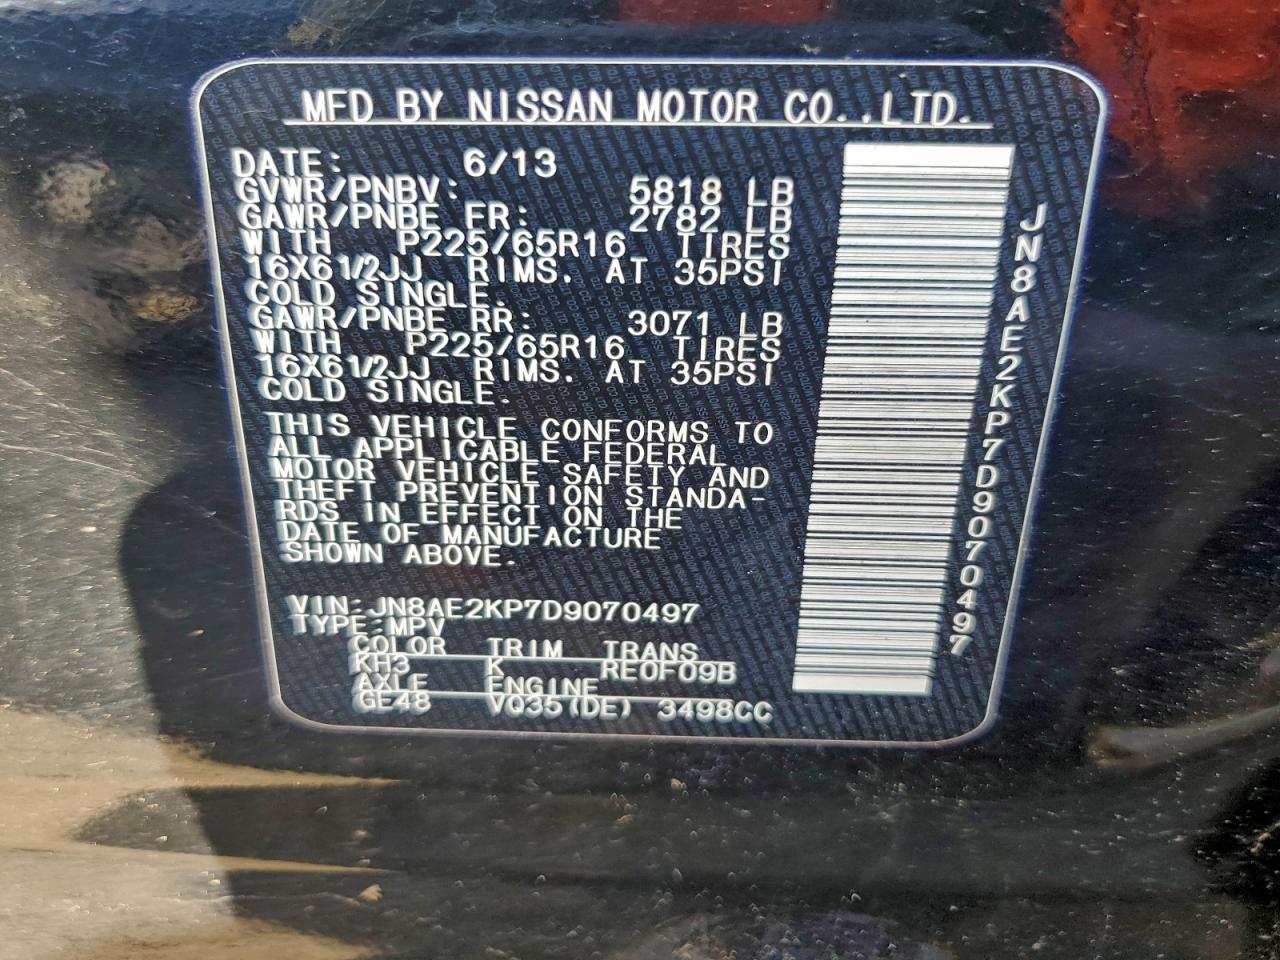 MFD BY NISSAN MOTOR CO.,LTD.
DATE: 6/13
GVWR/PNBV: 5818 LB
GAWR/PNBE FR: 2782 LB
WITH P225/65R16 TIRES
16X6 1/2JJ RIMS. AT 35PSI
COLD SINGLE.
GAWR/PNBE RR: 3071 LB
WITH P225/65R16 TIRES
16X6 1/2JJ RIMS. AT 35PSI
COLD SINGLE.
THIS VEHICLE CONFORMS TO
ALL APPLICABLE FEDERAL
MOTOR VEHICLE SAFETY AND
THEFT PREVENTION STANDA-
RDS IN EFFECT ON THE
DATE OF MANUFACTURE
SHOWN ABOVE.
VIN:JN8AE2KP7D9070497
TYPE:MPV
COLOR TRIM TRANS
KH3 K RE0F09B
AXLE ENGINE
GE48 VQ35(DE) 3498CC
JN8AE2KP7D9070497